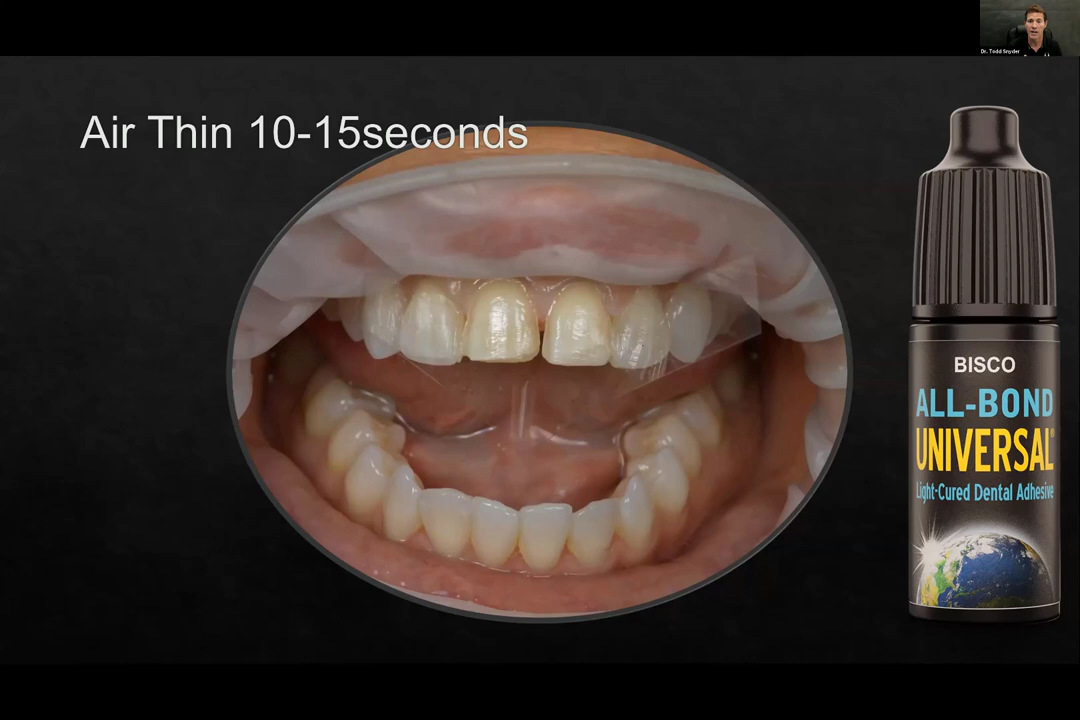 Dr. Todd Snyder
Air Thin 10-15seconds
BISCO
ALL-BOND
UNIVERSAL®
Light-Cured Dental Adhesive